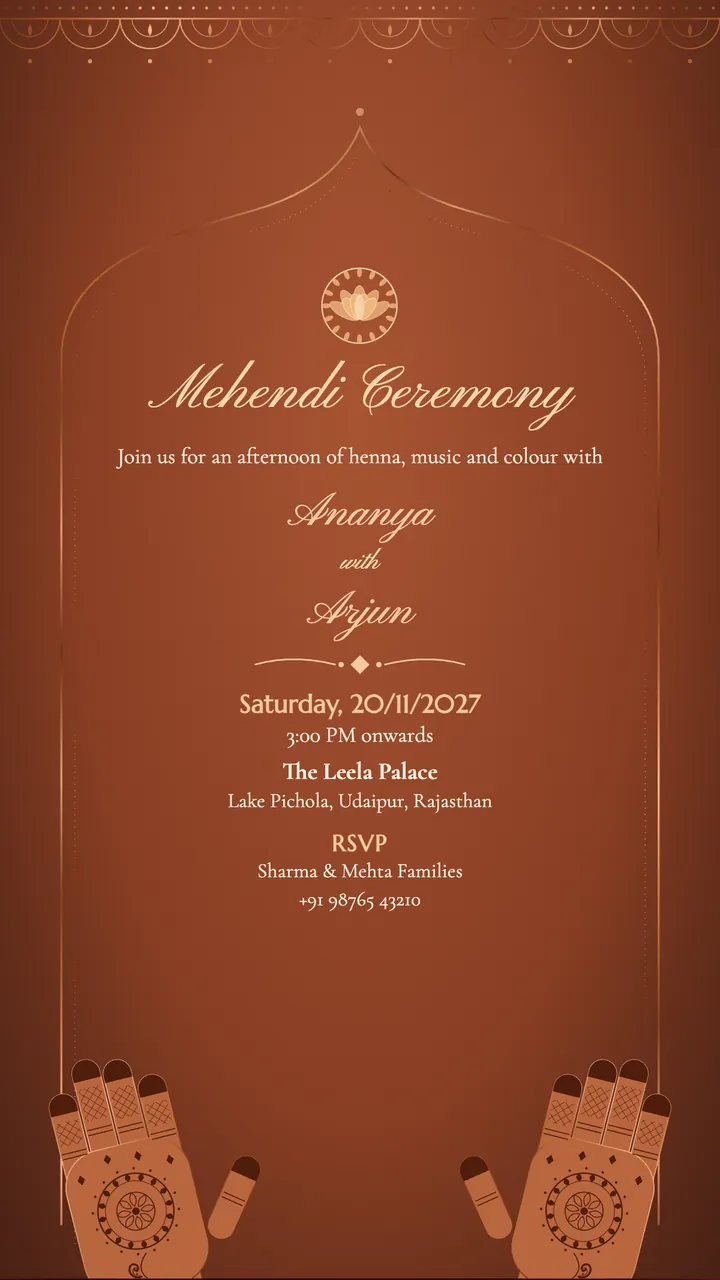 Mehendi Ceremony
Join us for an afternoon of henna, music and colour with
Ananya
with
Arjun
Saturday, 20/11/2027
3:00 PM onwards
The Leela Palace
Lake Pichola, Udaipur, Rajasthan
RSVP
Sharma & Mehta Families
+91 98765 43210